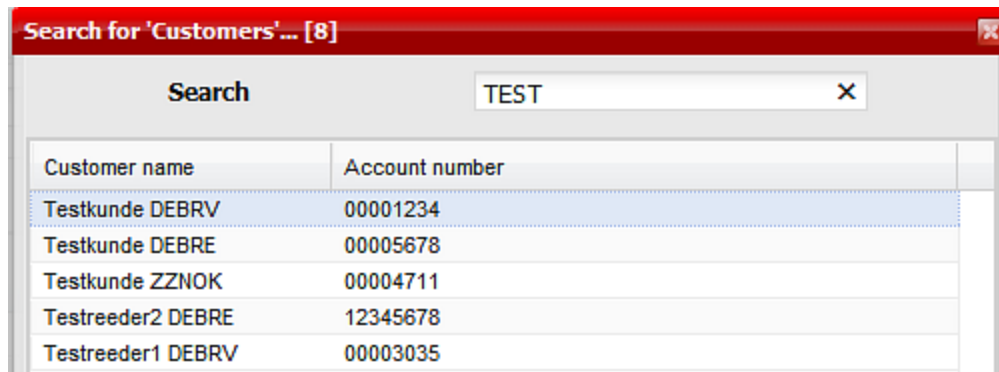 Search for 'Customers'... [8]
Search TEST
Customer name Account number
Testkunde DEBRV 00001234
Testkunde DEBRE 00005678
Testkunde ZZNOK 00004711
Testreeder2 DEBRE 12345678
Testreeder1 DEBRV 00003035